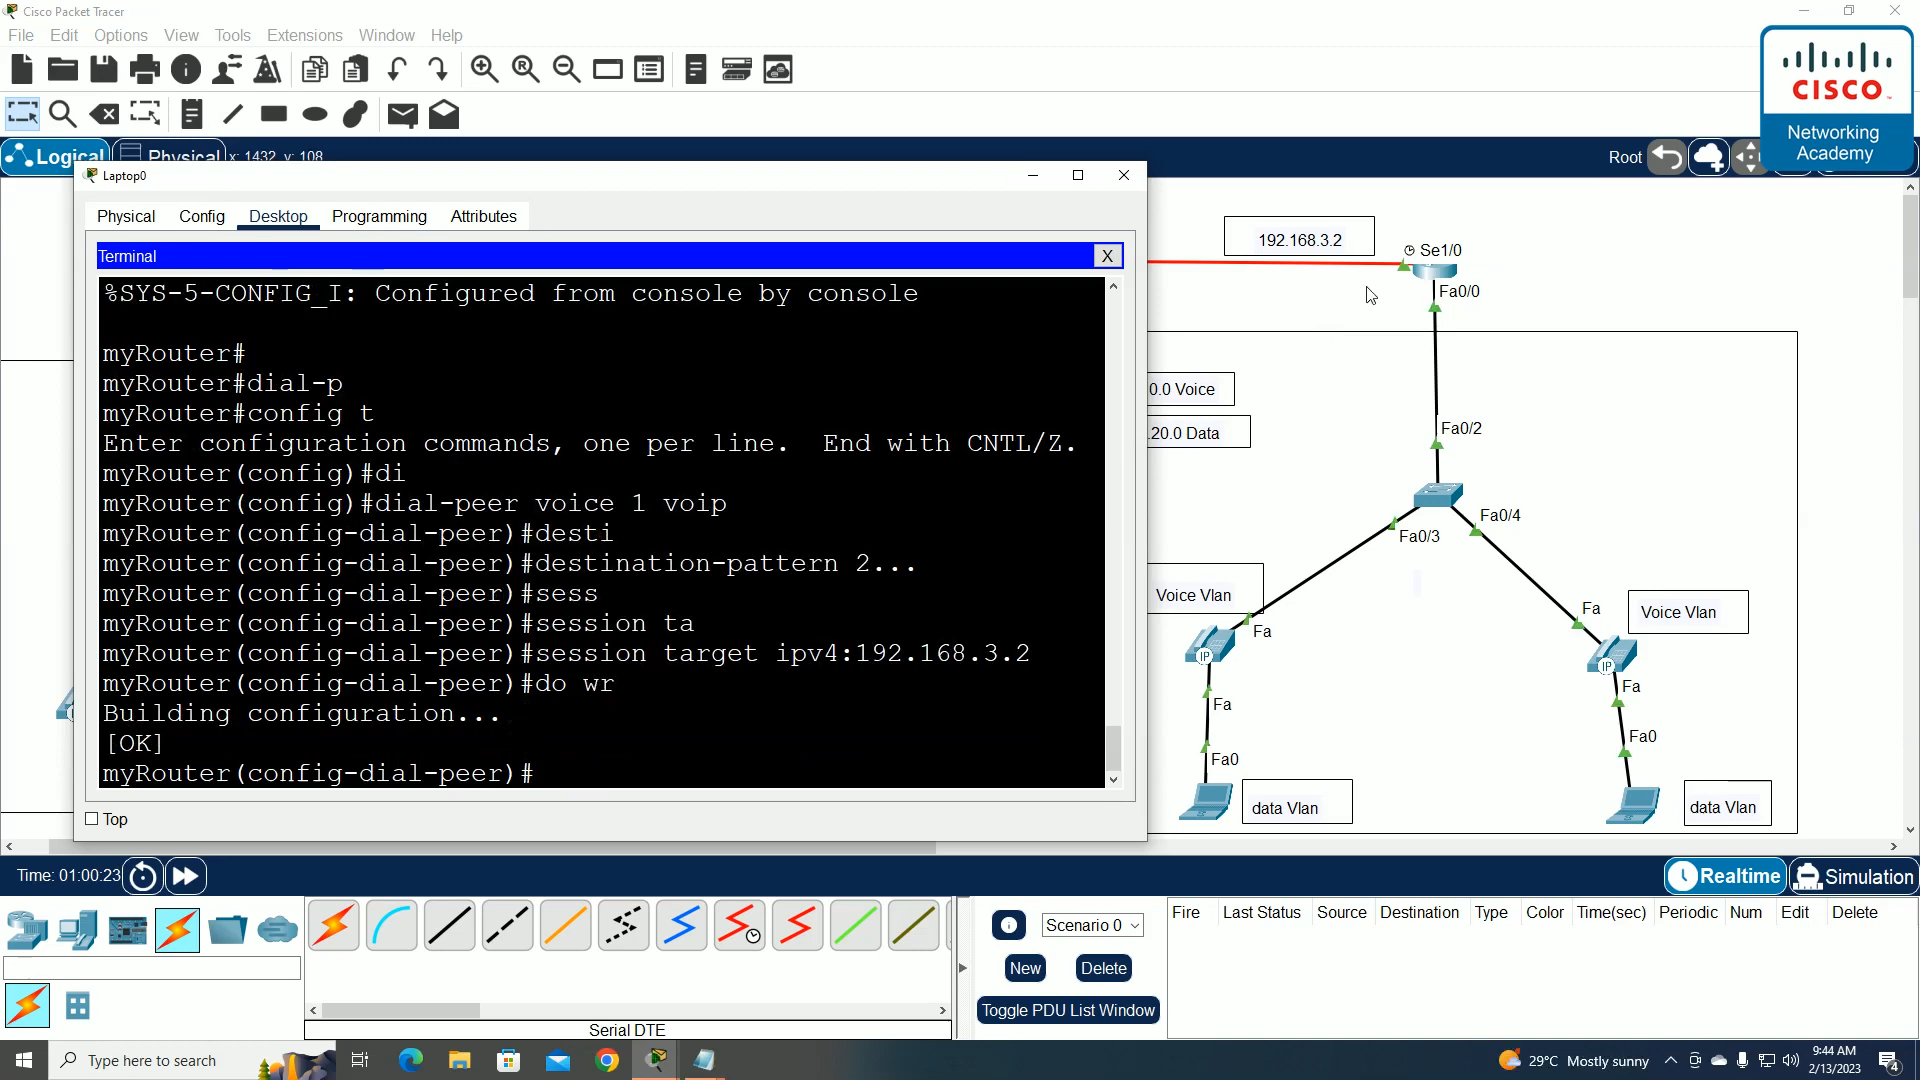 Cisco Packet Tracer
File Edit Options View Tools Extensions Window Help
CISCO
Networking
Academy
Logical Physical x: 1432, y: 108 Root
Laptop0
Physical Config Desktop Programming Attributes
Terminal X
%SYS-5-CONFIG_I: Configured from console by console
myRouter#
myRouter#dial-p
myRouter#config t
Enter configuration commands, one per line. End with CNTL/Z.
myRouter(config)#di
myRouter(config)#dial-peer voice 1 voip
myRouter(config-dial-peer)#desti
myRouter(config-dial-peer)#destination-pattern 2...
myRouter(config-dial-peer)#sess
myRouter(config-dial-peer)#session ta
myRouter(config-dial-peer)#session target ipv4:192.168.3.2
myRouter(config-dial-peer)#do wr
Building configuration...
[OK]
myRouter(config-dial-peer)#
Top
192.168.3.2
Se1/0
Fa0/0
0.0 Voice
.20.0 Data
Fa0/2
Fa0/4
Fa0/3
Voice Vlan
Fa
Voice Vlan
Fa
IP
IP
Fa
Fa
Fa0
Fa0
data Vlan
data Vlan
Time: 01:00:23
Realtime Simulation
Scenario 0
New Delete
Toggle PDU List Window
Fire Last Status Source Destination Type Color Time(sec) Periodic Num Edit Delete
Serial DTE
Type here to search
29°C Mostly sunny
9:44 AM
2/13/2023
4